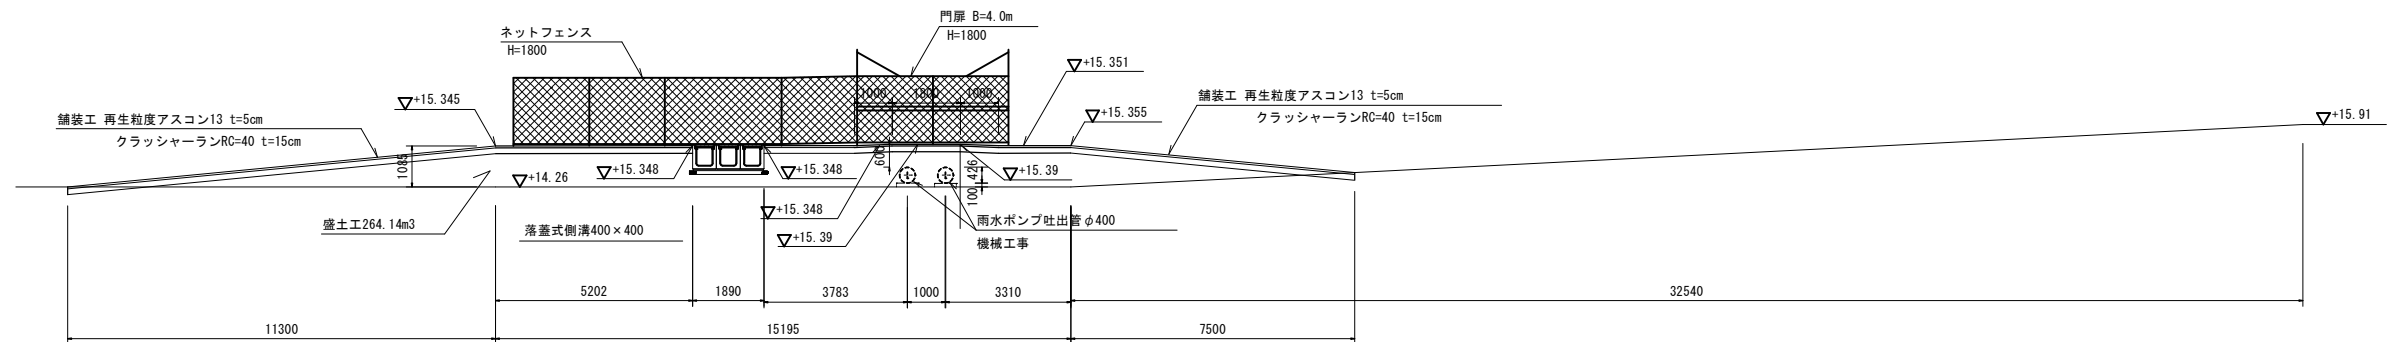 門扉 B=4.0m
H=1800
ネットフェンス
H=1800
+15.351
+15.345
1000
1800
1000
舗装工 再生粒度アスコン13 t=5cm
クラッシャーランRC=40 t=15cm
+15.355
+15.91
舗装工 再生粒度アスコン13 t=5cm
クラッシャーランRC=40 t=15cm
1085
600
426
100
+14.26
+15.348
+15.348
+15.39
+15.348
+15.39
盛土工264.14m3
落蓋式側溝400×400
雨水ポンプ吐出管φ400
機械工事
5202
1890
3783
1000
3310
32540
11300
15195
7500